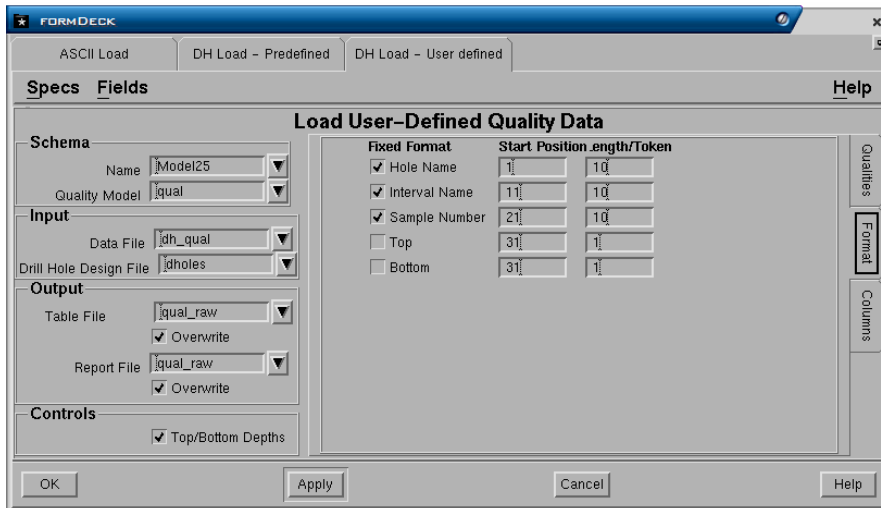 FORMDECK
ASCII Load DH Load - Predefined DH Load - User defined
Specs Fields Help
Load User-Defined Quality Data
Schema
Name Model25
Quality Model qual
Input
Data File dh_qual
Drill Hole Design File dholes
Output
Table File qual_raw
Overwrite
Report File qual_raw
Overwrite
Controls
Top/Bottom Depths
Fixed Format Start Position .ength/Token
Hole Name 1 10
Interval Name 11 10
Sample Number 21 10
Top 31 1
Bottom 31 1
Qualities
Format
Columns
OK Apply Cancel Help